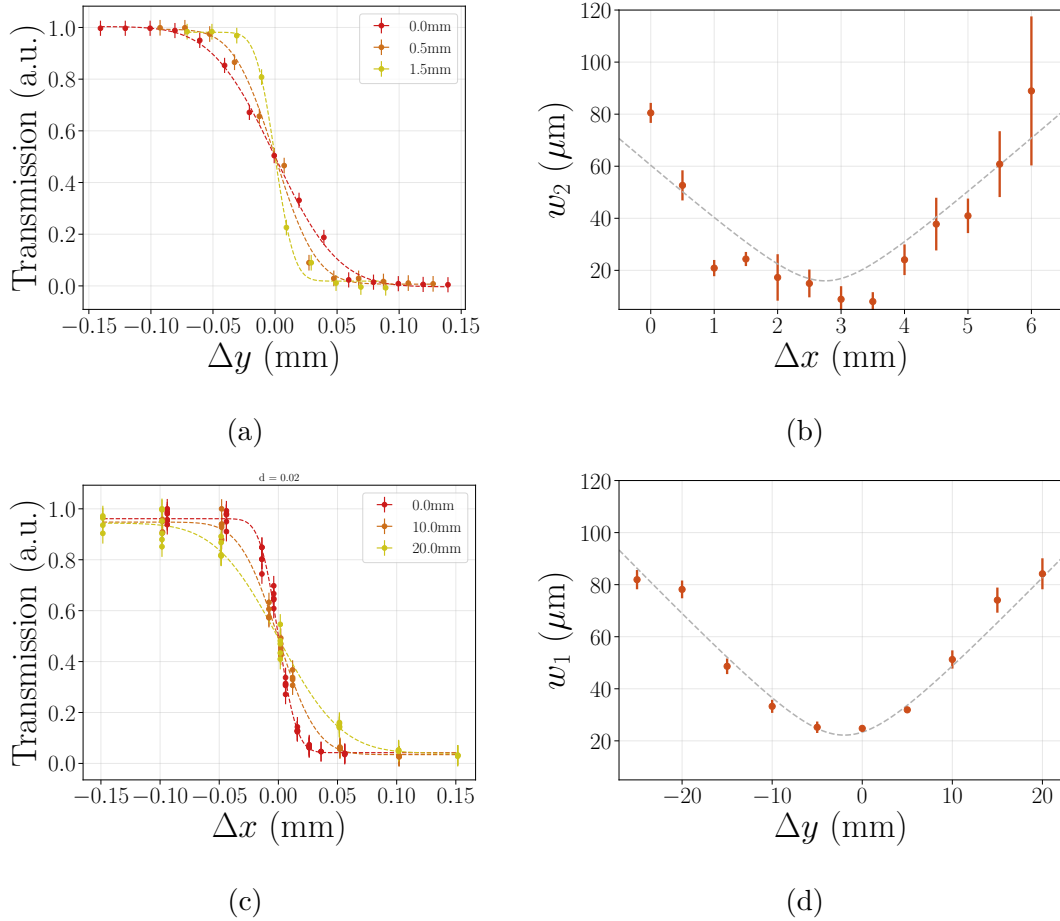 1.0
0.8
0.6
0.4
0.2
0.0
Transmission (a.u.)
0.0mm
0.5mm
1.5mm
−0.15 −0.10 −0.05 0.00 0.05 0.10 0.15
Δy (mm)
(a)
120
100
80
60
40
20
w₂ (μm)
0 1 2 3 4 5 6
Δx (mm)
(b)
d = 0.02
1.0
0.8
0.6
0.4
0.2
0.0
Transmission (a.u.)
0.0mm
10.0mm
20.0mm
−0.15 −0.10 −0.05 0.00 0.05 0.10 0.15
Δx (mm)
(c)
120
100
80
60
40
20
w₁ (μm)
−20 −10 0 10 20
Δy (mm)
(d)